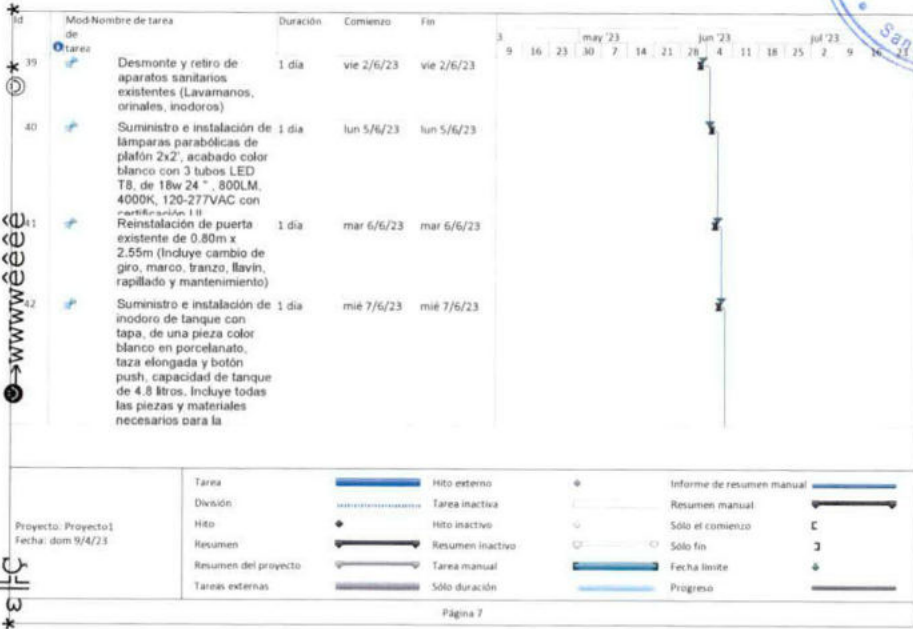 Id
Mod Nombre de tarea
de
tarea
Duración
Comienzo
Fin
3
may '23
jun '23
jul '23
9 16 23 30 7 14 21 28 4 11 18 25 2 9 16 23
39
Desmonte y retiro de
aparatos sanitarios
existentes (Lavamanos,
orinales, inodoros)
1 día
vie 2/6/23
vie 2/6/23
40
Suministro e instalación de
lámparas parabólicas de
plafón 2x2', acabado color
blanco con 3 tubos LED
T8, de 18w 24 " , 800LM,
4000K, 120-277VAC con
certificación UL
1 día
lun 5/6/23
lun 5/6/23
41
Reinstalación de puerta
existente de 0.80m x
2.55m (Incluye cambio de
giro, marco, tranzo, llavín,
rapillado y mantenimiento)
1 día
mar 6/6/23
mar 6/6/23
42
Suministro e instalación de
inodoro de tanque con
tapa, de una pieza color
blanco en porcelanato,
taza elongada y botón
push, capacidad de tanque
de 4.8 litros. Incluye todas
las piezas y materiales
necesarios para la
1 día
mié 7/6/23
mié 7/6/23
Proyecto: Proyecto1
Fecha: dom 9/4/23
Tarea
División
Hito
Resumen
Resumen del proyecto
Tareas externas
Hito externo
Tarea inactiva
Hito inactivo
Resumen inactivo
Tarea manual
Sólo duración
Informe de resumen manual
Resumen manual
Sólo el comienzo
Sólo fin
Fecha límite
Progreso
Página 7
San